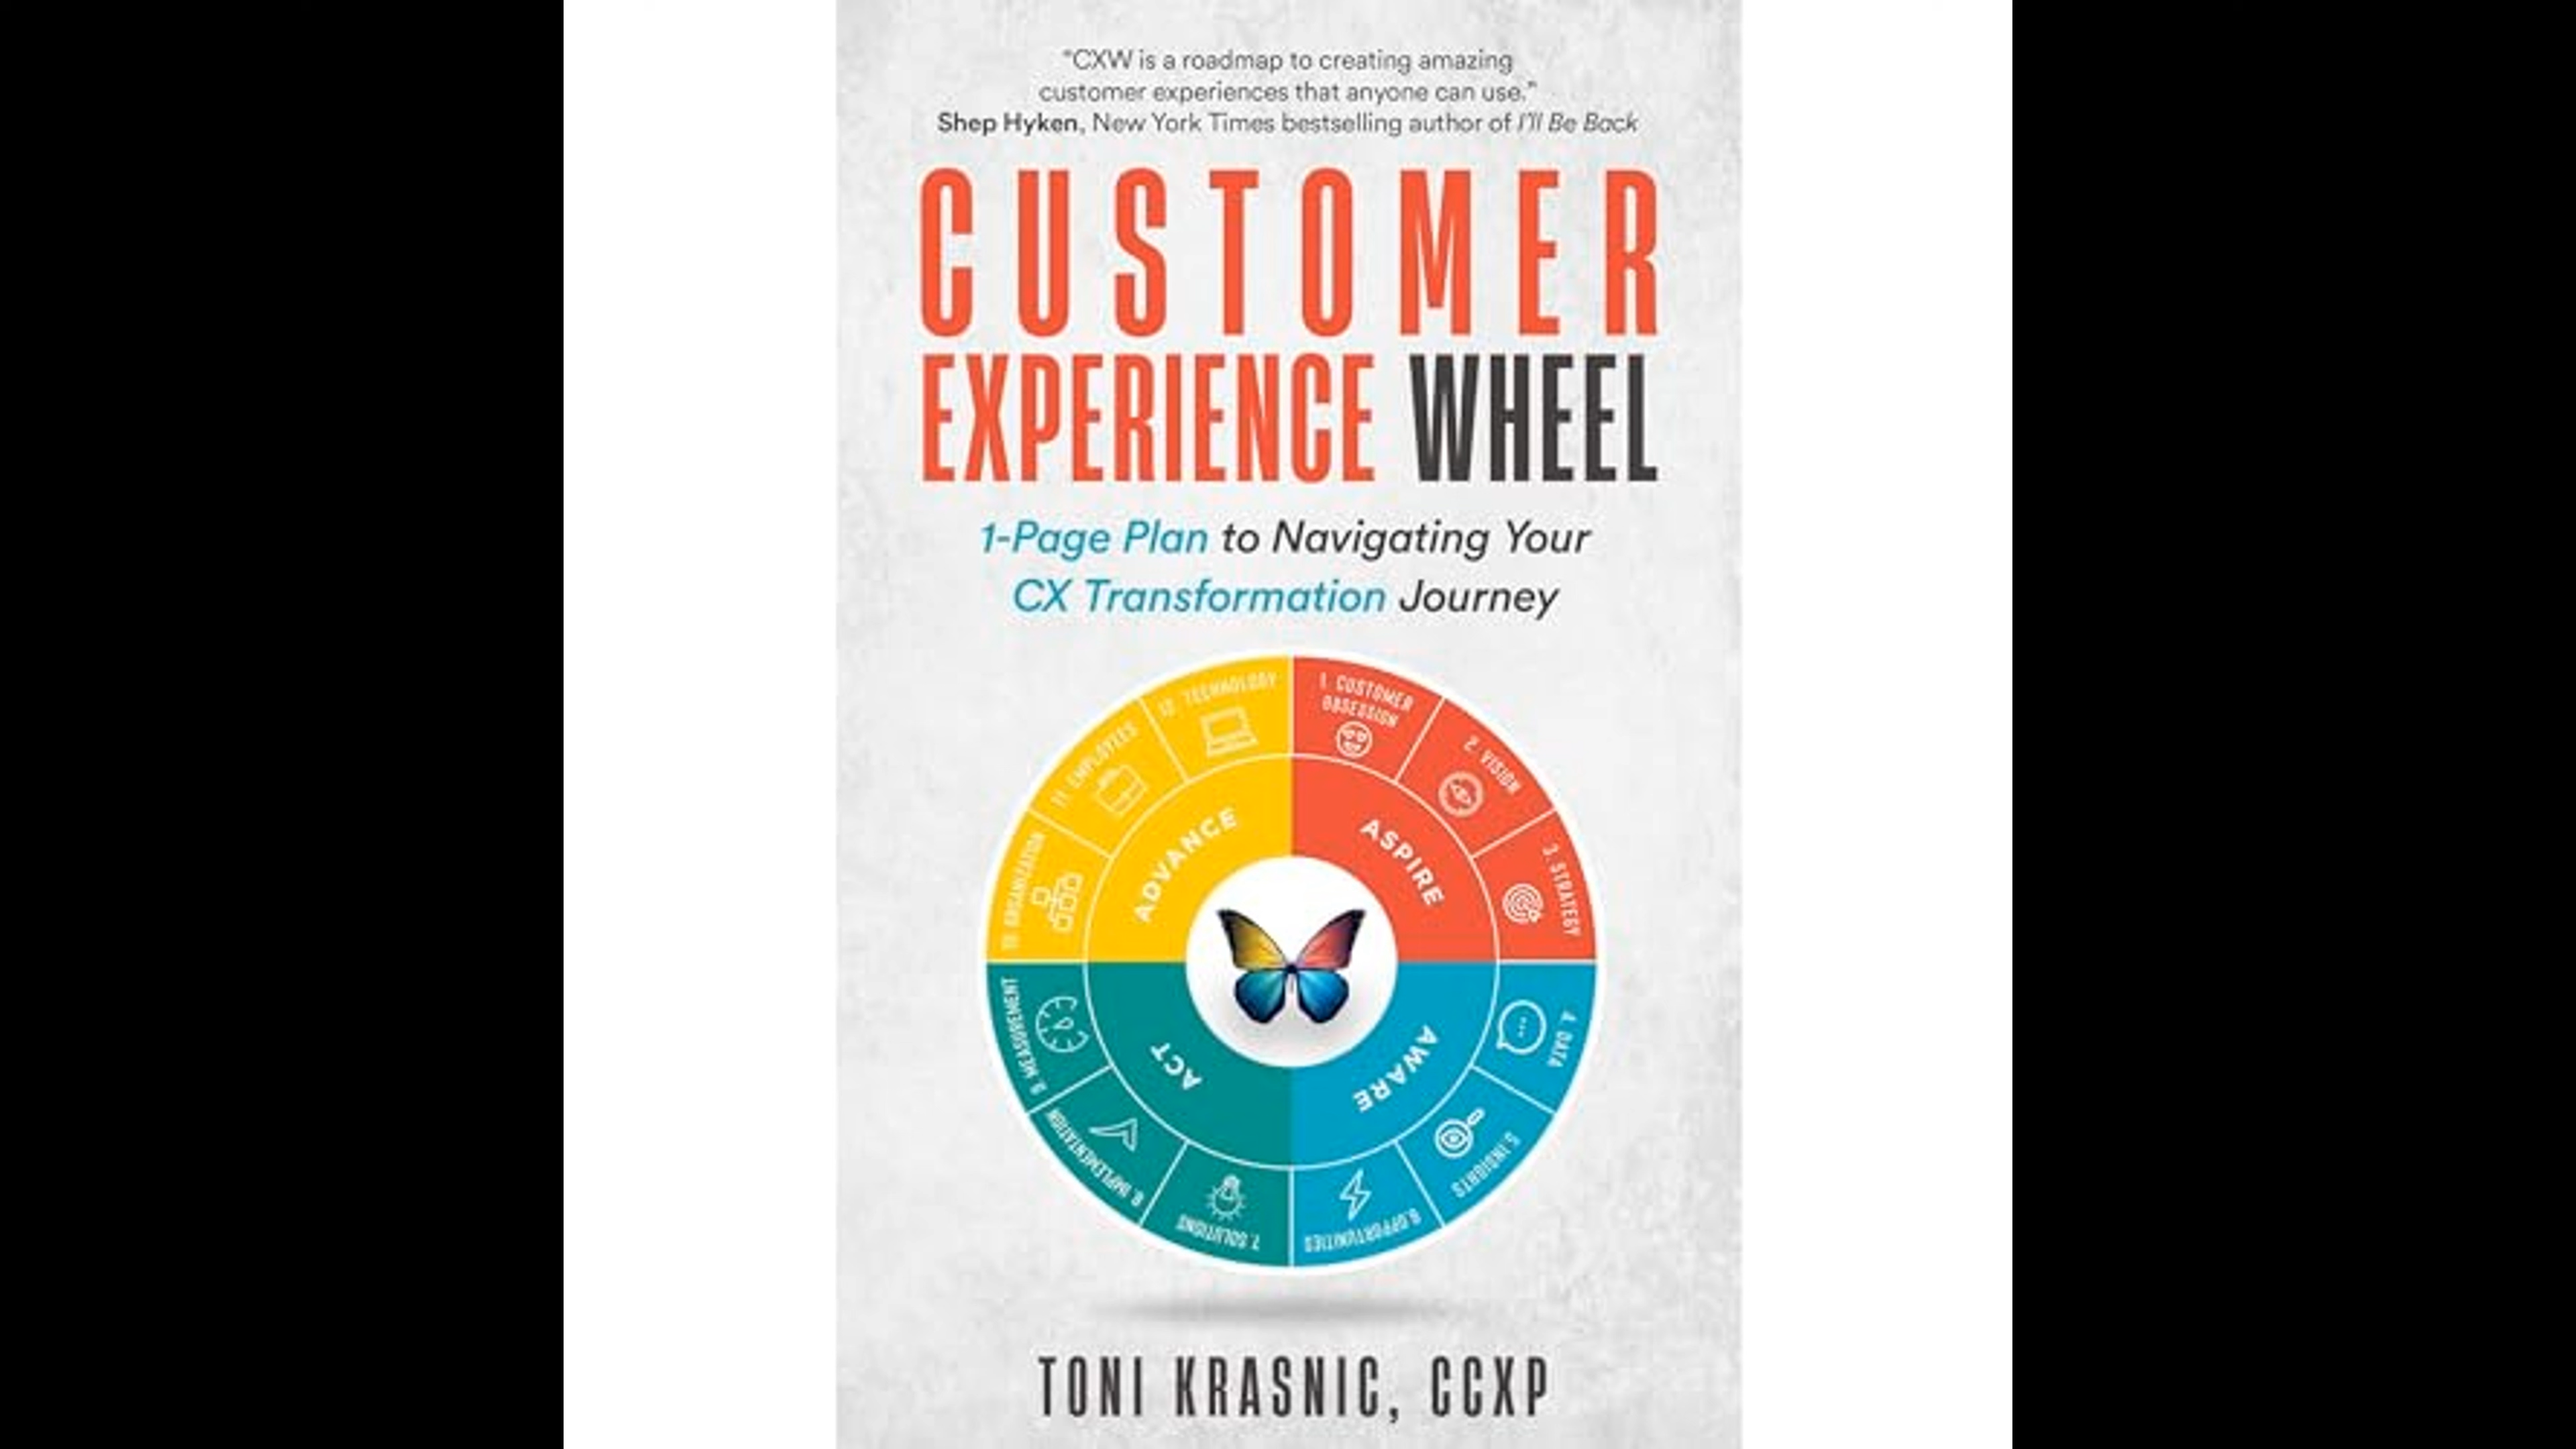 "CXW is a roadmap to creating amazing
customer experiences that anyone can use."
Shep Hyken, New York Times bestselling author of I'll Be Back
CUSTOMER
EXPERIENCE WHEEL
1-Page Plan to Navigating Your
CX Transformation Journey
1. CUSTOMER
OBSESSION
2. VISION
3. STRATEGY
4. DATA
5. INSIGHTS
6. OPPORTUNITIES
7. SOLUTIONS
8. IMPLEMENTATION
9. MEASUREMENT
10. ORGANIZATION
11. EMPLOYEES
12. TECHNOLOGY
ASPIRE
AWARE
ACT
ADVANCE
TONI KRASNIC, CCXP